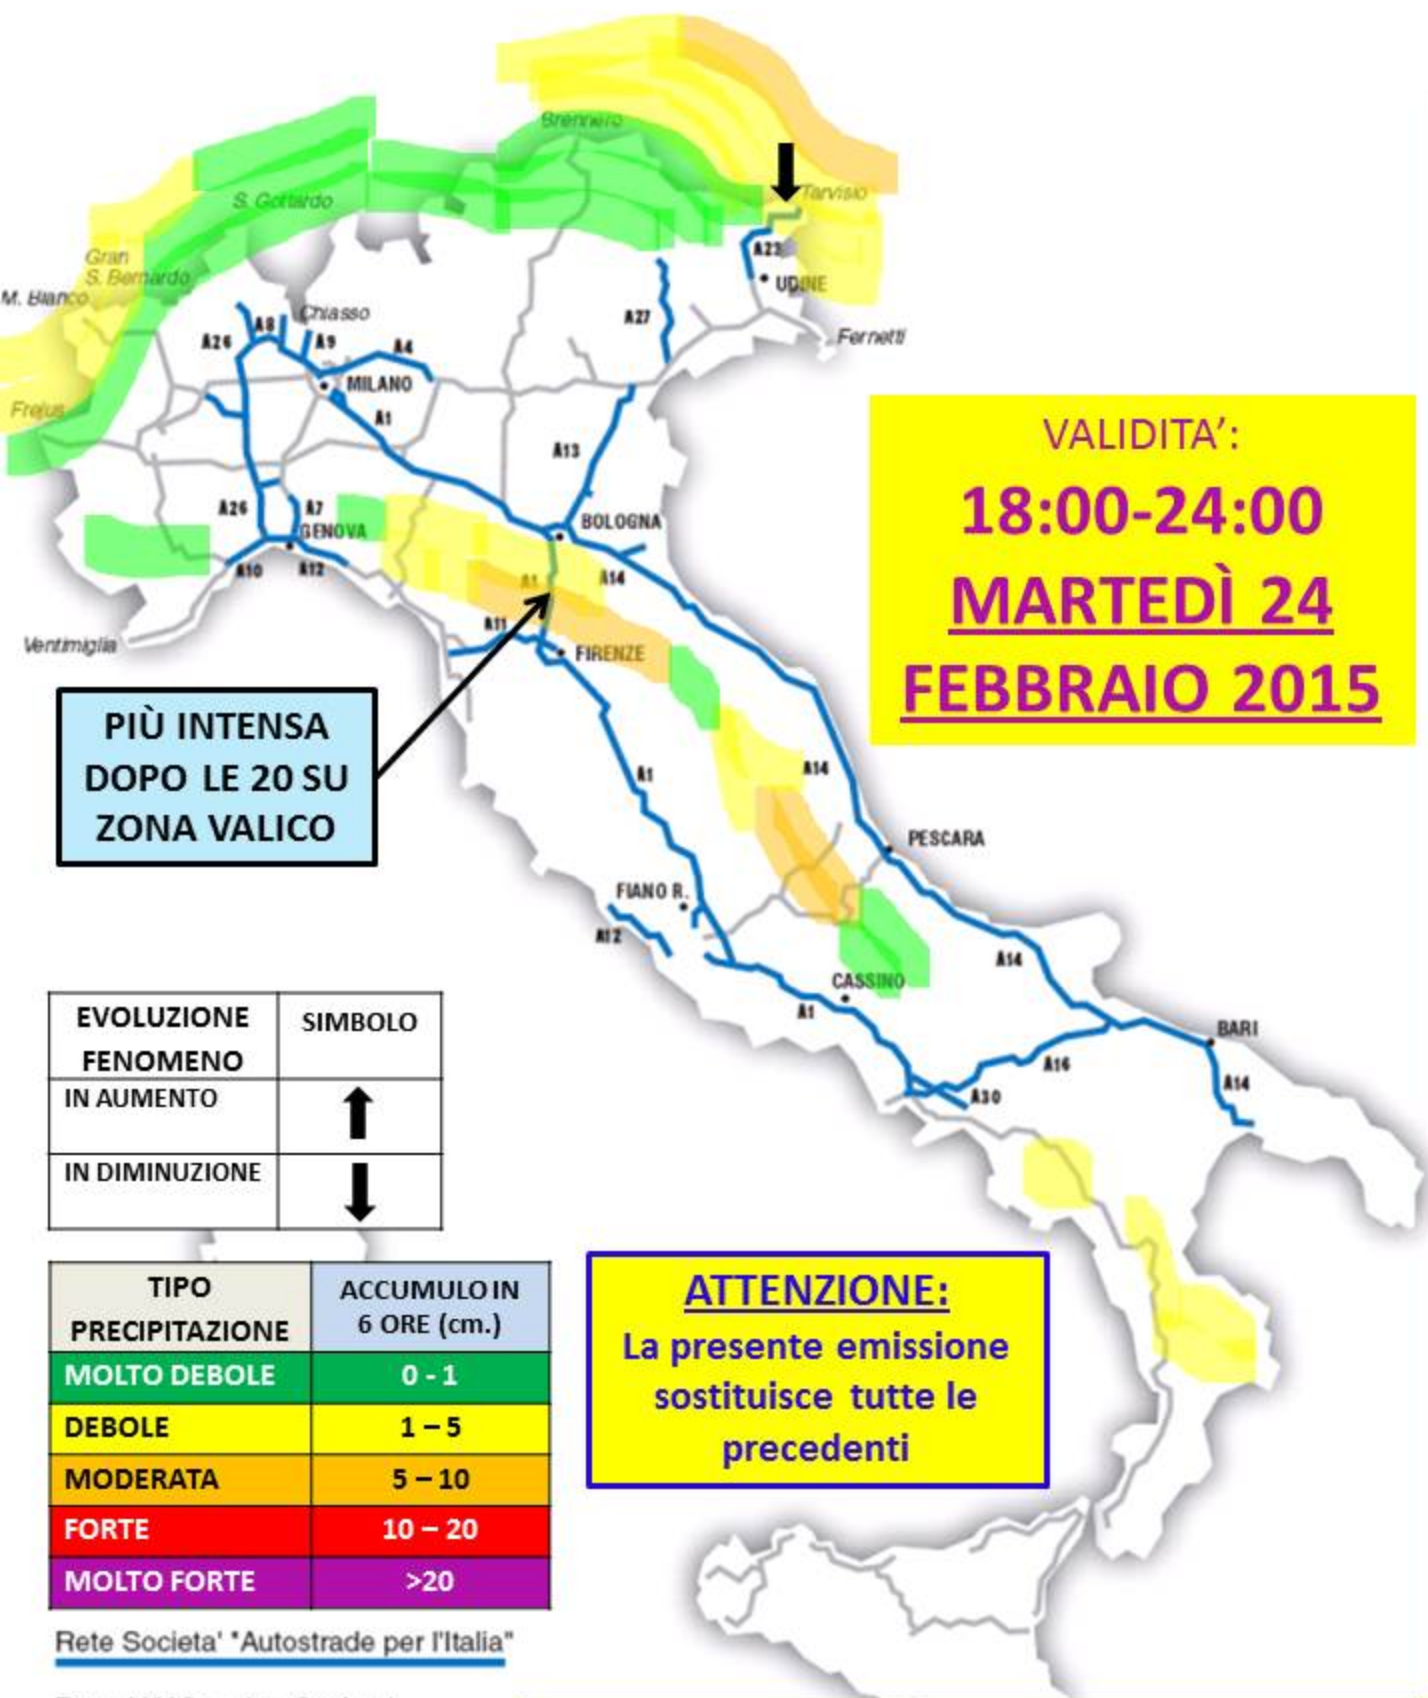 Brennero
Tarvisio
S. Gottardo
Gran
S. Bernardo
M. Bianco
A23
UDINE
Chiasso
A27
A8
A26
A9
A4
Fernetti
MILANO
Frejus
A1
A13
A26
A7
BOLOGNA
GENOVA
A10
A12
A1
A14
A11
FIRENZE
Ventimiglia
VALIDITA’:
18:00-24:00
MARTEDÌ 24
FEBBRAIO 2015
PIÙ INTENSA
DOPO LE 20 SU
ZONA VALICO
A1
A14
PESCARA
FIANO R.
A12
A14
CASSINO
A1
BARI
A16
A14
A30
EVOLUZIONE
FENOMENO
SIMBOLO
IN AUMENTO
IN DIMINUZIONE
TIPO
PRECIPITAZIONE
ACCUMULO IN
6 ORE (cm.)
MOLTO DEBOLE
0 - 1
DEBOLE
1 – 5
MODERATA
5 – 10
FORTE
10 – 20
MOLTO FORTE
>20
ATTENZIONE:
La presente emissione
sostituisce tutte le
precedenti
Rete Societa' "Autostrade per l'Italia"